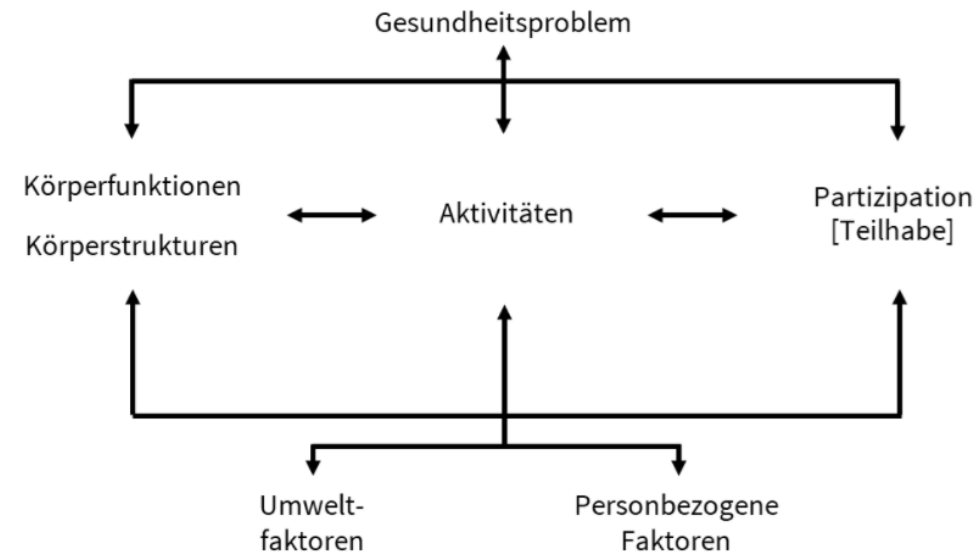 Gesundheitsproblem
Körperfunktionen
Körperstrukturen
Aktivitäten
Partizipation
[Teilhabe]
Umwelt-
faktoren
Personbezogene
Faktoren